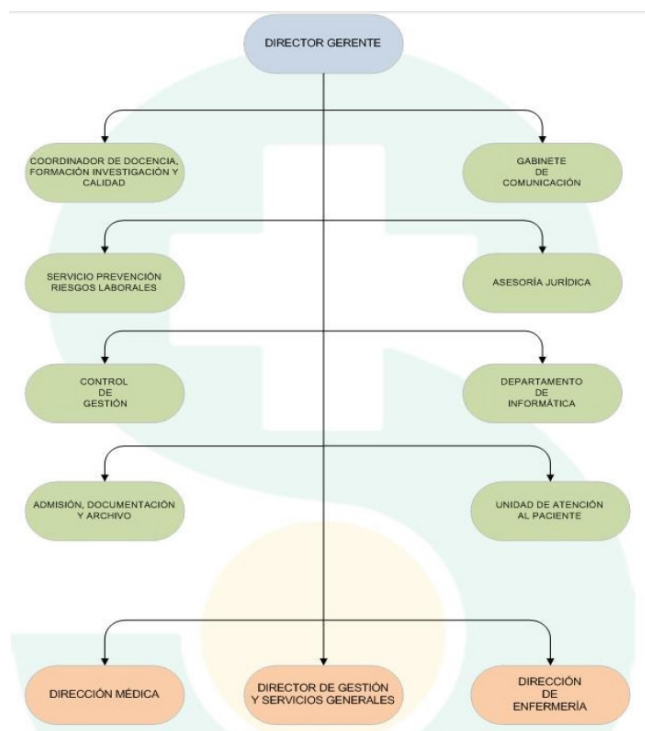 DIRECTOR GERENTE
COORDINADOR DE DOCENCIA,
FORMACIÓN INVESTIGACIÓN Y
CALIDAD
GABINETE
DE
COMUNICACIÓN
SERVICIO PREVENCIÓN
RIESGOS LABORALES
ASESORÍA JURÍDICA
CONTROL
DE
GESTIÓN
DEPARTAMENTO
DE
INFORMÁTICA
ADMISIÓN, DOCUMENTACIÓN
Y ARCHIVO
UNIDAD DE ATENCIÓN
AL PACIENTE
DIRECCIÓN MÉDICA
DIRECTOR DE GESTIÓN
Y SERVICIOS GENERALES
DIRECCIÓN
DE
ENFERMERÍA